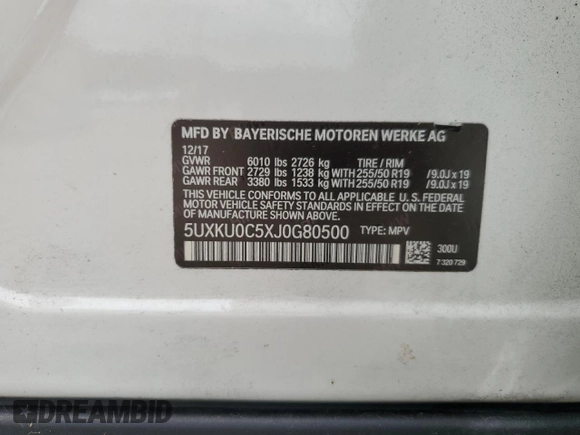 MFD BY BAYERISCHE MOTOREN WERKE AG
12/17
GVWR 6010 lbs 2726 kg TIRE / RIM
GAWR FRONT 2729 lbs 1238 kg WITH 255/50 R19 /9.0J x 19
GAWR REAR 3380 lbs 1533 kg WITH 255/50 R19 /9.0J x 19
THIS VEHICLE CONFORMS TO ALL APPLICABLE U. S. FEDERAL
MOTOR VEHICLE SAFETY STANDARDS IN EFFECT ON THE
DATE OF MANUFACTURE SHOWN ABOVE.
5UXKU0C5XJ0G80500 TYPE: MPV
300U
7 320 729
DREAMBID